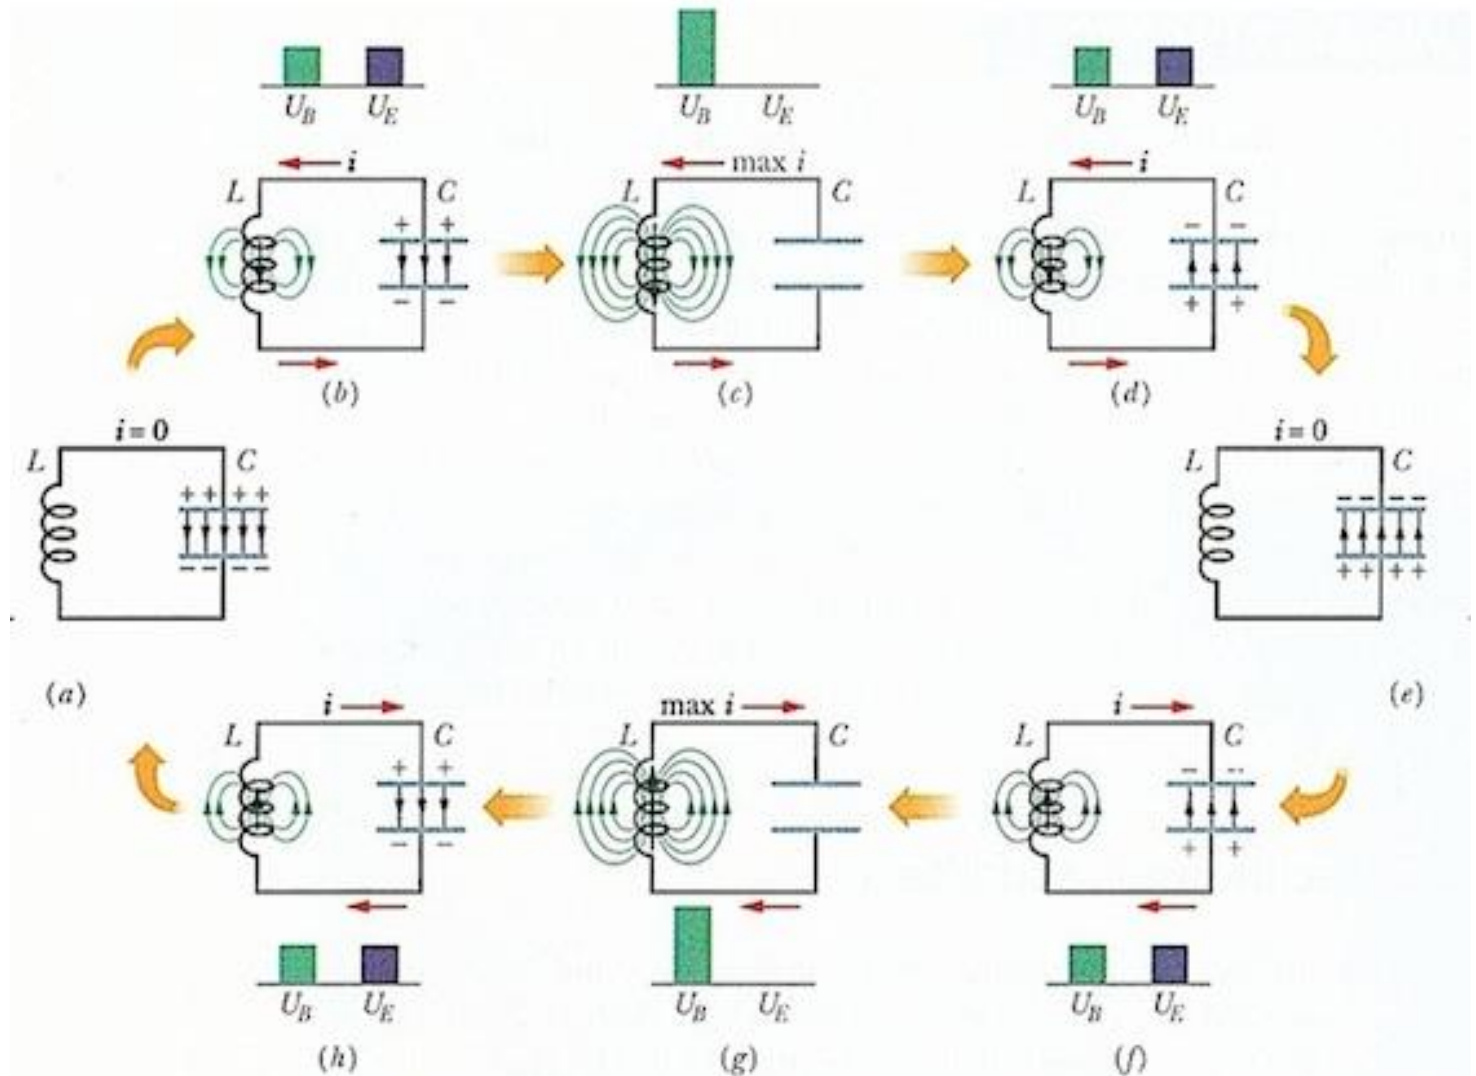 U_B U_E
U_B U_E
U_B U_E
i
max i
i
L C
L C
L C
+ +
− −
− −
+ +
(b)
(c)
(d)
i = 0
L C
+ + + +
− − − −
i = 0
L C
− − − −
+ + + +
(a)
(e)
i
max i
i
L C
L C
L C
+ +
− −
− −
+ +
U_B U_E
U_B U_E
U_B U_E
(h)
(g)
(f)